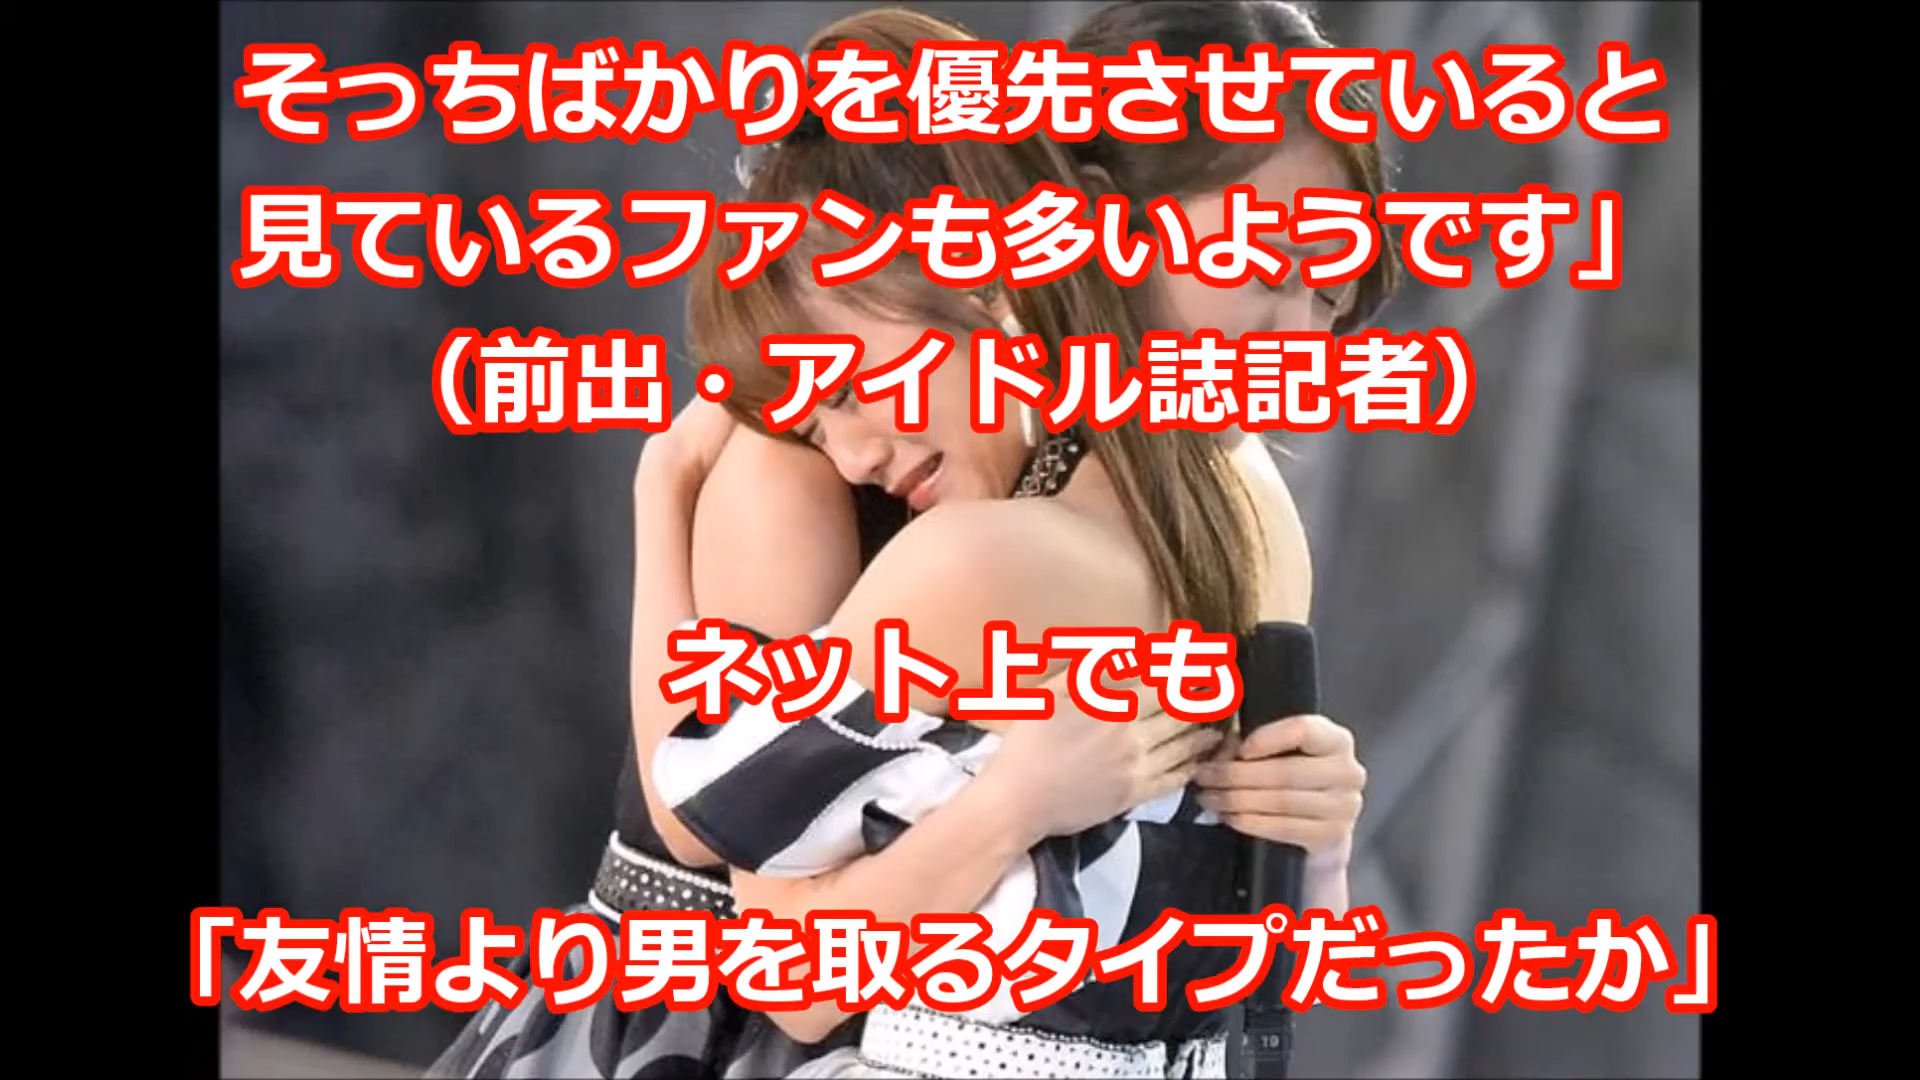 そっちばかりを優先させていると
見ているファンも多いようです」
（前出・アイドル誌記者）
ネット上でも
「友情より男を取るタイプだったか」
19